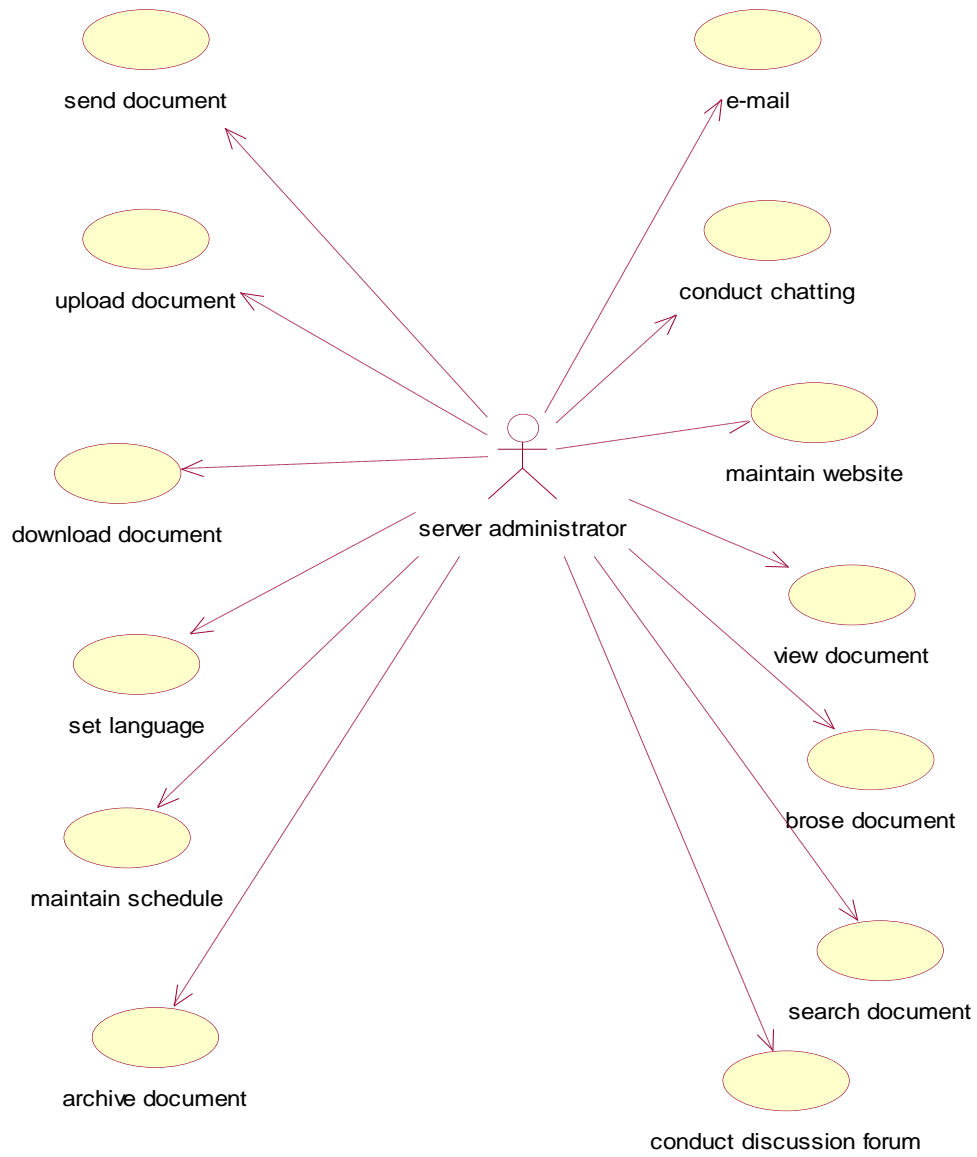 send document
e-mail
upload document
conduct chatting
maintain website
download document
server administrator
view document
set language
brose document
maintain schedule
search document
archive document
conduct discussion forum